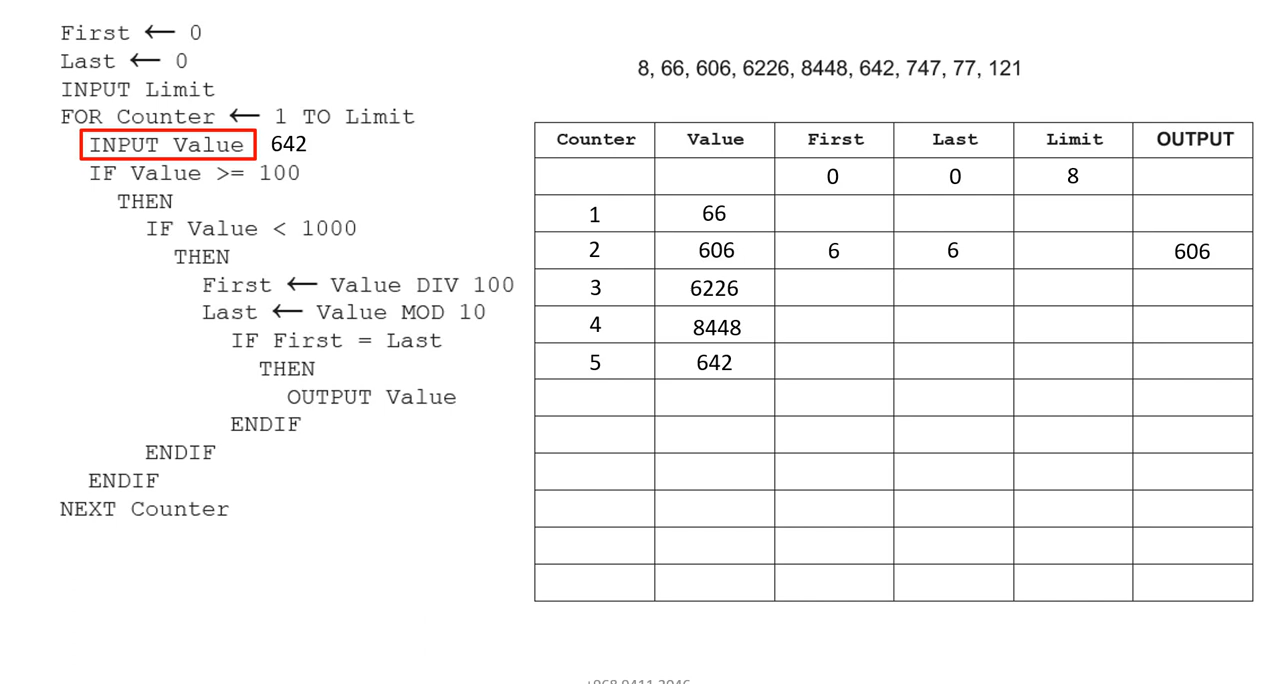 First ← 0
Last ← 0
INPUT Limit
FOR Counter ← 1 TO Limit
INPUT Value 642
IF Value >= 100
THEN
IF Value < 1000
THEN
First ← Value DIV 100
Last ← Value MOD 10
IF First = Last
THEN
OUTPUT Value
ENDIF
ENDIF
ENDIF
NEXT Counter
8, 66, 606, 6226, 8448, 642, 747, 77, 121
Counter Value First Last Limit OUTPUT
0 0 8
1 66
2 606 6 6 606
3 6226
4 8448
5 642